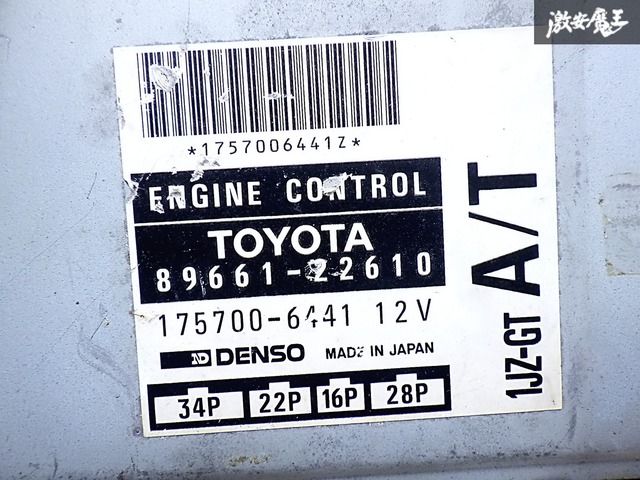 激安魔王
*1757006441Z*
ENGINE CONTROL
TOYOTA
89661-22610
175700-6441 12V
ND DENSO MADE IN JAPAN
34P 22P 16P 28P
1JZ-GT A/T